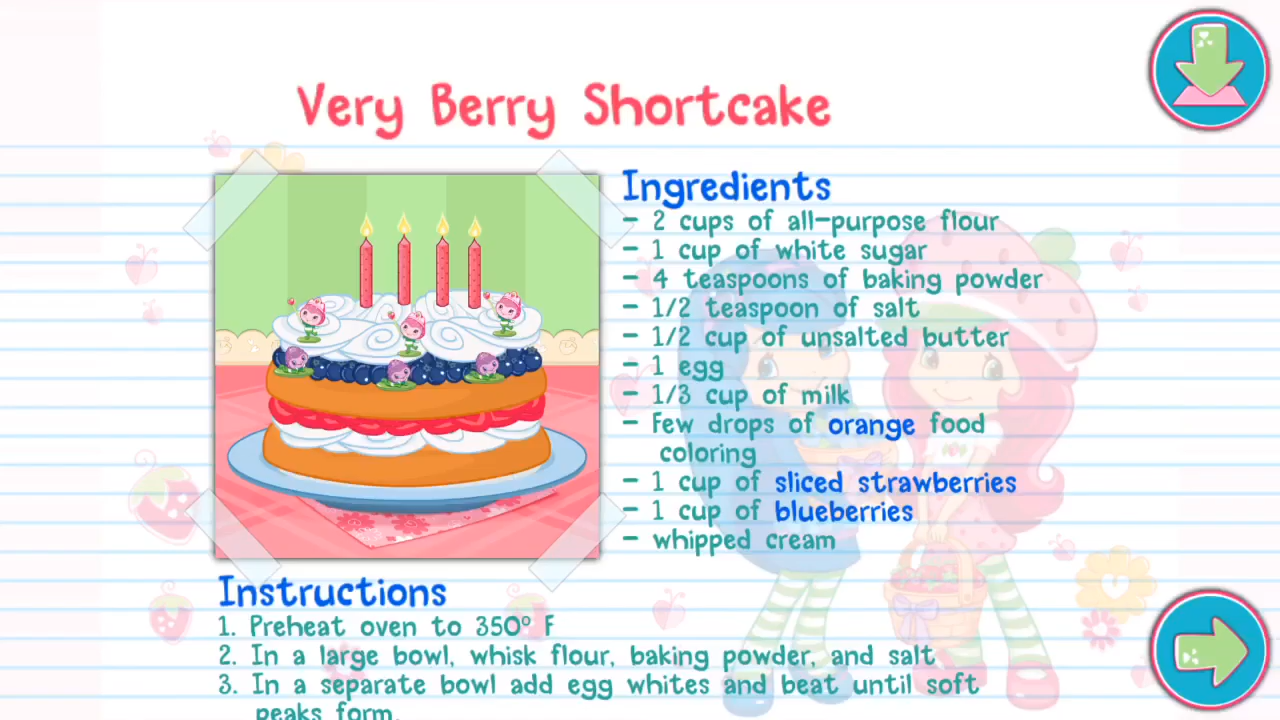 Very Berry Shortcake
Ingredients
- 2 cups of all-purpose flour
- 1 cup of white sugar
- 4 teaspoons of baking powder
- 1/2 teaspoon of salt
- 1/2 cup of unsalted butter
- 1 egg
- 1/3 cup of milk
- Few drops of orange food
coloring
- 1 cup of sliced strawberries
- 1 cup of blueberries
- whipped cream
Instructions
1. Preheat oven to 350º F
2. In a large bowl, whisk flour, baking powder, and salt
3. In a separate bowl add egg whites and beat until soft
peaks form.